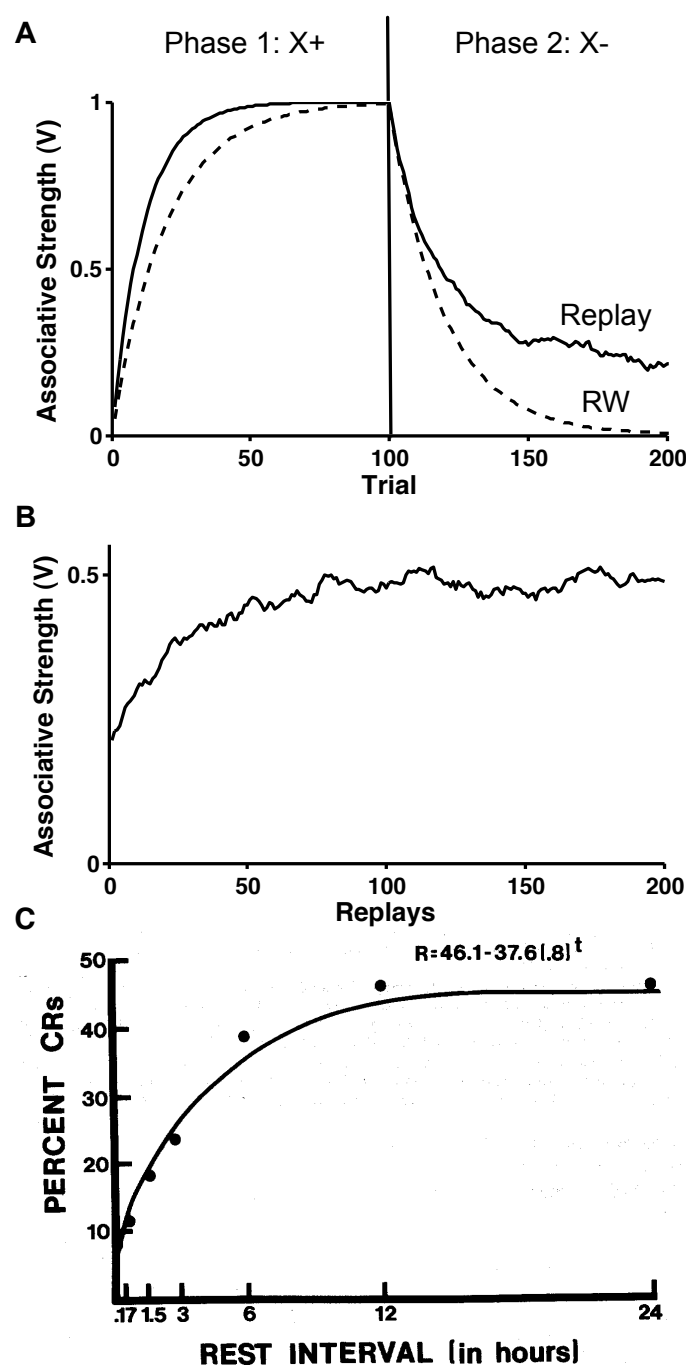 A
Phase 1: X+
Phase 2: X-
Associative Strength (V)
1
0.5
0
Replay
RW
0 50 100 150 200
Trial
B
Associative Strength (V)
0.5
0
0 50 100 150 200
Replays
C
R=46.1-37.6(.8)t
PERCENT CRs
50
40
30
20
10
.17 1.5 3 6 12 24
REST INTERVAL (in hours)